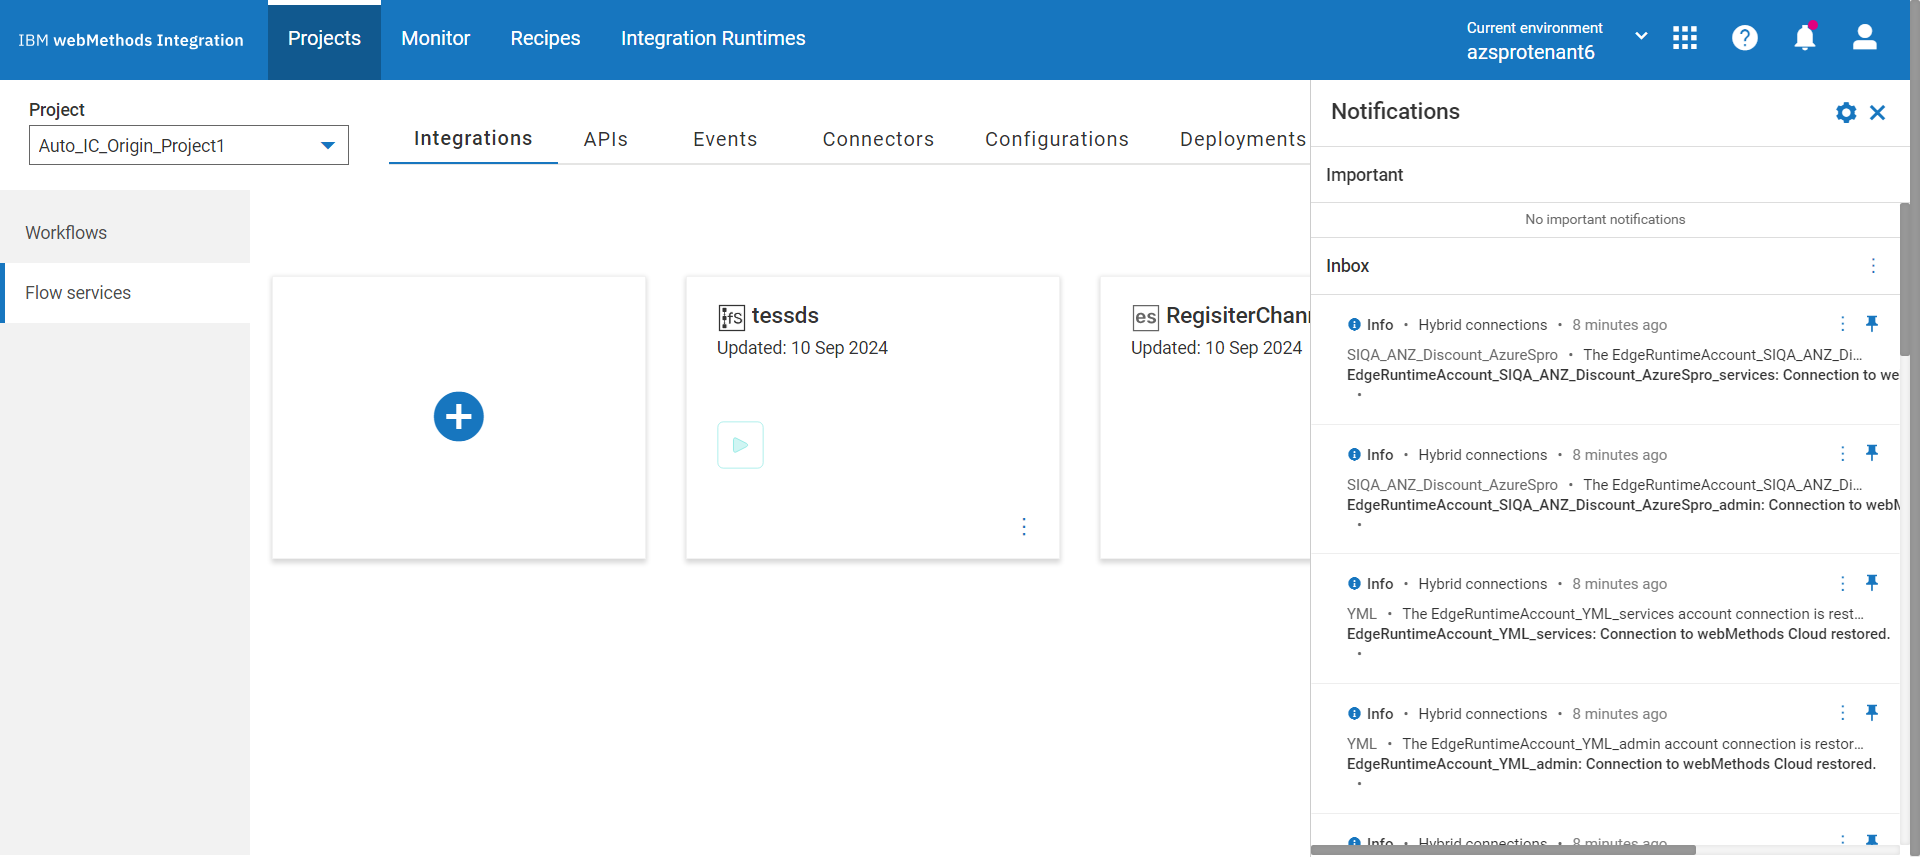 IBM webMethods Integration
Projects
Monitor
Recipes
Integration Runtimes
Current environment
azsprotenant6
Project
Auto_IC_Origin_Project1
Integrations
APIs
Events
Connectors
Configurations
Deployments
Workflows
Flow services
fS tessds
Updated: 10 Sep 2024
es RegisiterChann
Updated: 10 Sep 2024
Notifications
Important
No important notifications
Inbox
Info • Hybrid connections • 8 minutes ago
SIQA_ANZ_Discount_AzureSpro • The EdgeRuntimeAccount_SIQA_ANZ_Di...
EdgeRuntimeAccount_SIQA_ANZ_Discount_AzureSpro_services: Connection to we
•
Info • Hybrid connections • 8 minutes ago
SIQA_ANZ_Discount_AzureSpro • The EdgeRuntimeAccount_SIQA_ANZ_Di...
EdgeRuntimeAccount_SIQA_ANZ_Discount_AzureSpro_admin: Connection to webM
•
Info • Hybrid connections • 8 minutes ago
YML • The EdgeRuntimeAccount_YML_services account connection is rest...
EdgeRuntimeAccount_YML_services: Connection to webMethods Cloud restored.
•
Info • Hybrid connections • 8 minutes ago
YML • The EdgeRuntimeAccount_YML_admin account connection is restor...
EdgeRuntimeAccount_YML_admin: Connection to webMethods Cloud restored.
•
Info • Hybrid connections • 8 minutes ago